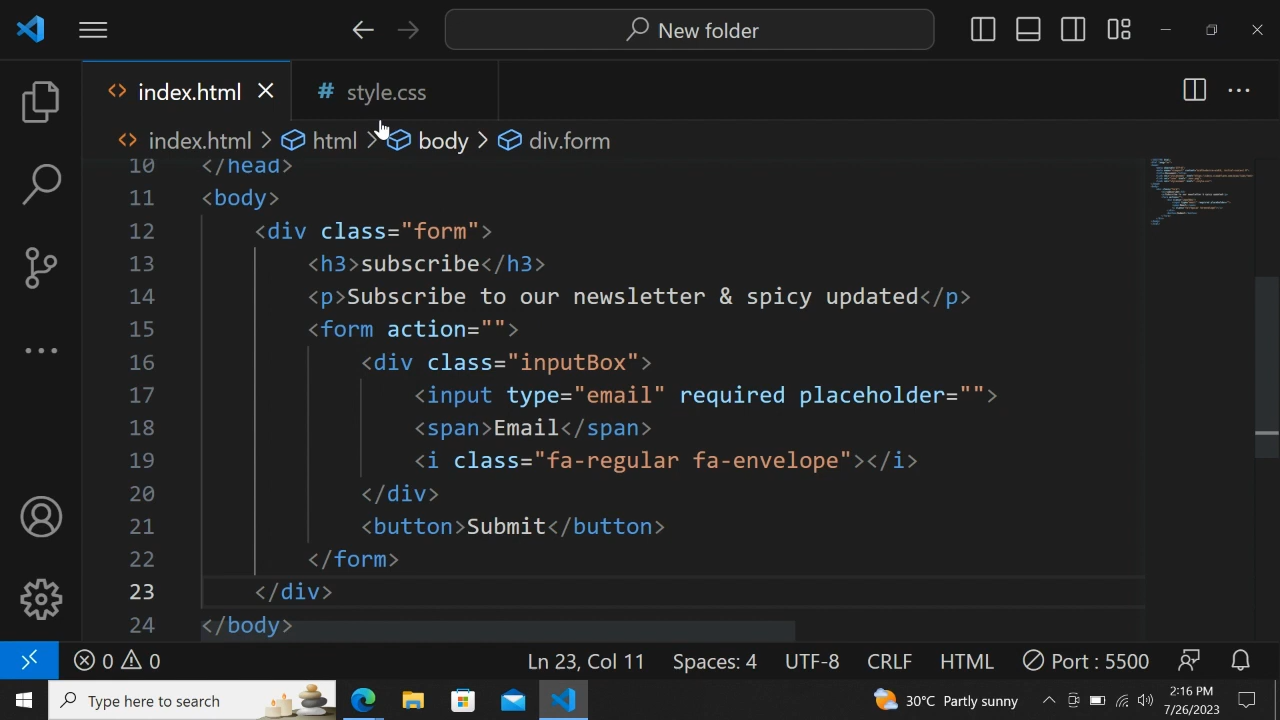 New folder
index.html
# style.css
index.html > html > body > div.form
10 </head>
11 <body>
12 <div class="form">
13 <h3>subscribe</h3>
14 <p>Subscribe to our newsletter & spicy updated</p>
15 <form action="">
16 <div class="inputBox">
17 <input type="email" required placeholder="">
18 <span>Email</span>
19 <i class="fa-regular fa-envelope"></i>
20 </div>
21 <button>Submit</button>
22 </form>
23 </div>
24 </body>
0 0 Ln 23, Col 11 Spaces: 4 UTF-8 CRLF HTML Port : 5500
Type here to search 30°C Partly sunny 2:16 PM
7/26/2023